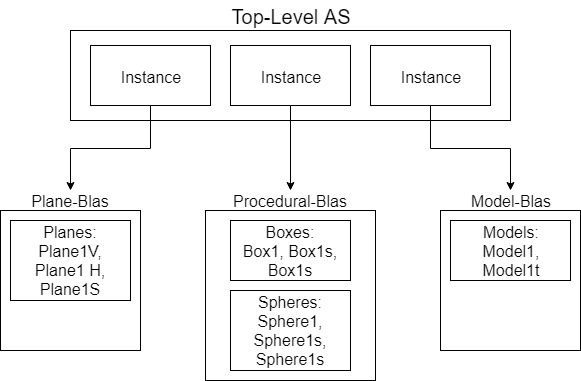 Top-Level AS
Instance
Instance
Instance
Plane-Blas
Planes:
Plane1V,
Plane1 H,
Plane1S
Procedural-Blas
Boxes:
Box1, Box1s,
Box1s
Spheres:
Sphere1,
Sphere1s,
Sphere1s
Model-Blas
Models:
Model1,
Model1t